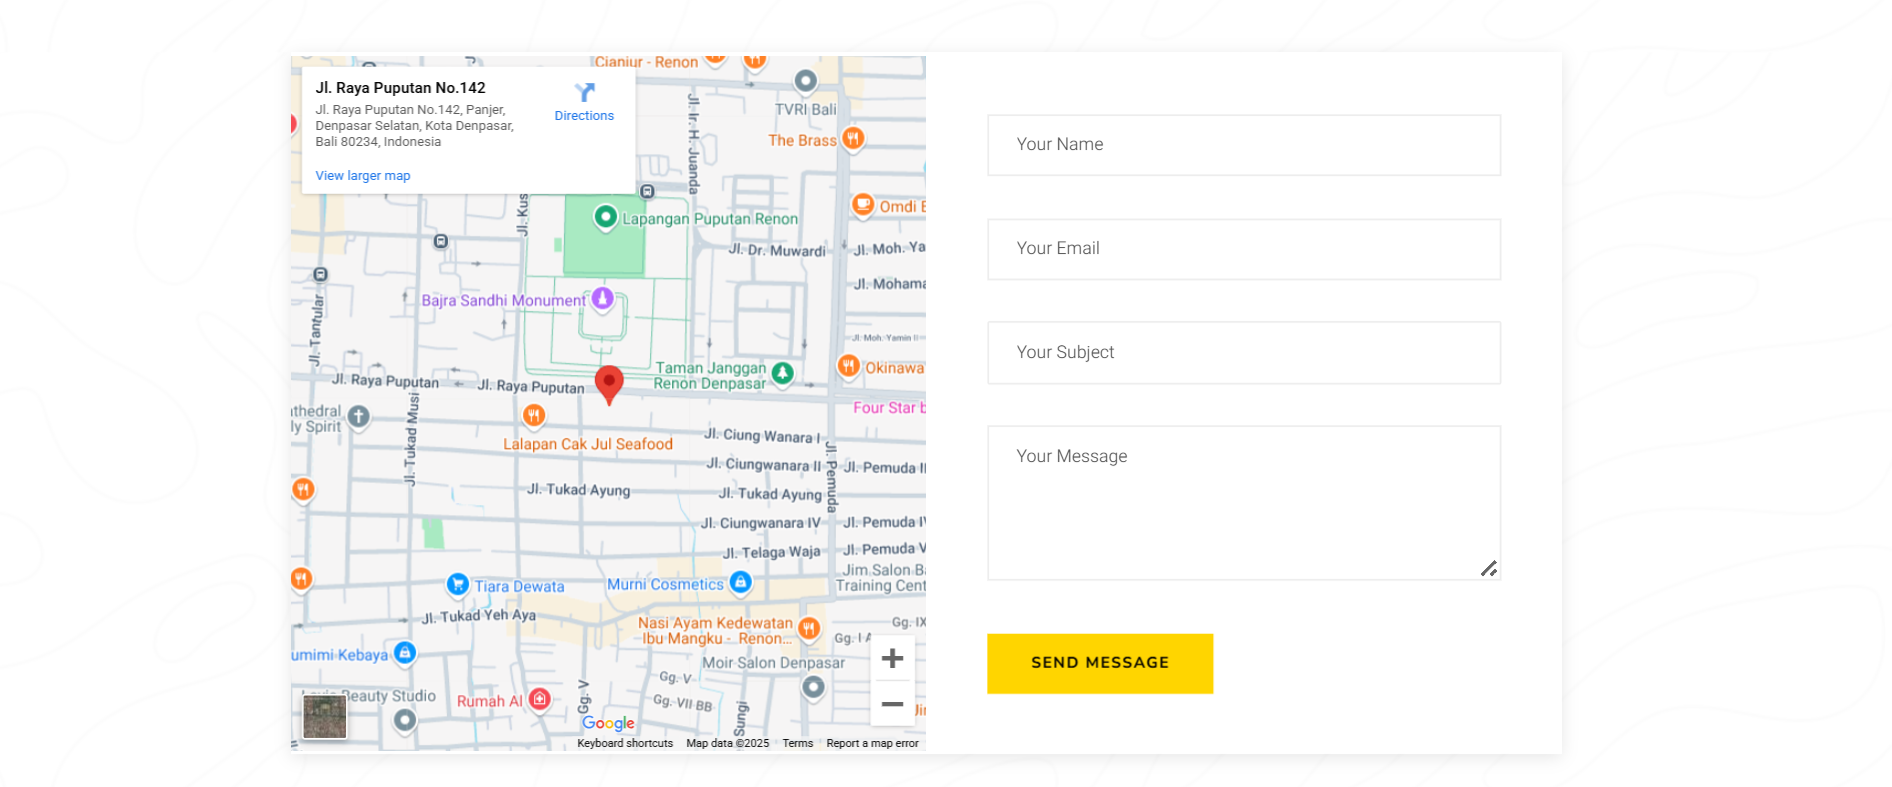 Jl. Raya Puputan No.142
Jl. Raya Puputan No.142, Panjer,
Denpasar Selatan, Kota Denpasar,
Bali 80234, Indonesia
View larger map
Directions
Cianjur - Renon
TVRI Bali
The Brass
Jl. Ir. H. Juanda
Jl. Kus
Omdi
Lapangan Puputan Renon
Jl. Dr. Muwardi
Jl. Moh. Ya
Jl. Mohama
Bajra Sandhi Monument
Jl. Tantular
Jl. Moh. Yamin II
Taman Janggan
Renon Denpasar
Okinawa
Jl. Raya Puputan
Jl. Raya Puputan
Four Star b
thedral
ly Spirit
Jl. Tukad Musi
Lalapan Cak Jul Seafood
Jl. Ciung Wanara I
Jl. Ciungwanara II
Jl. Pemuda
Jl. Pemuda II
Jl. Tukad Ayung
Jl. Tukad Ayung
Jl. Ciungwanara IV
Jl. Pemuda IV
Jl. Telaga Waja
Jl. Pemuda V
Jim Salon Ba
Training Cent
Tiara Dewata
Murni Cosmetics
Jl. Tukad Yeh Aya
Nasi Ayam Kedewatan
Ibu Mangku - Renon...
Gg. IX
Gg. I A
umimi Kebaya
Moir Salon Denpasar
Gg. V
Beauty Studio
Rumah Al
Gg. V
Gg. VII BB
Sungi
Google
Keyboard shortcuts
Map data ©2025
Terms
Report a map error
Your Name
Your Email
Your Subject
Your Message
SEND MESSAGE